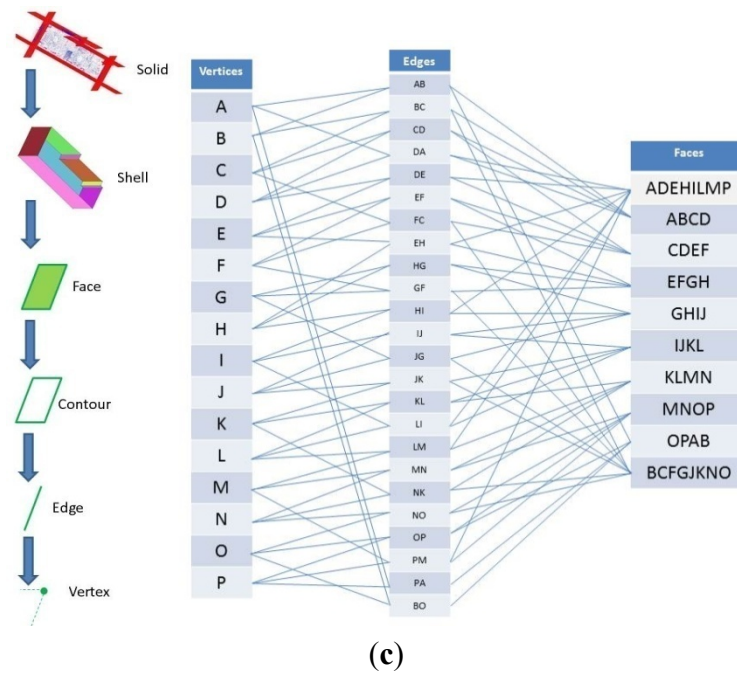 Solid
Shell
Face
Contour
Edge
Vertex
Vertices
A
B
C
D
E
F
G
H
I
J
K
L
M
N
O
P
Edges
AB
BC
CD
DA
DE
EF
FC
EH
HG
GF
HI
IJ
JG
JK
KL
LI
LM
MN
NK
NO
OP
PM
PA
BO
Faces
ADEHILMP
ABCD
CDEF
EFGH
GHIJ
IJKL
KLMN
MNOP
OPAB
BCFGJKNO
(c)